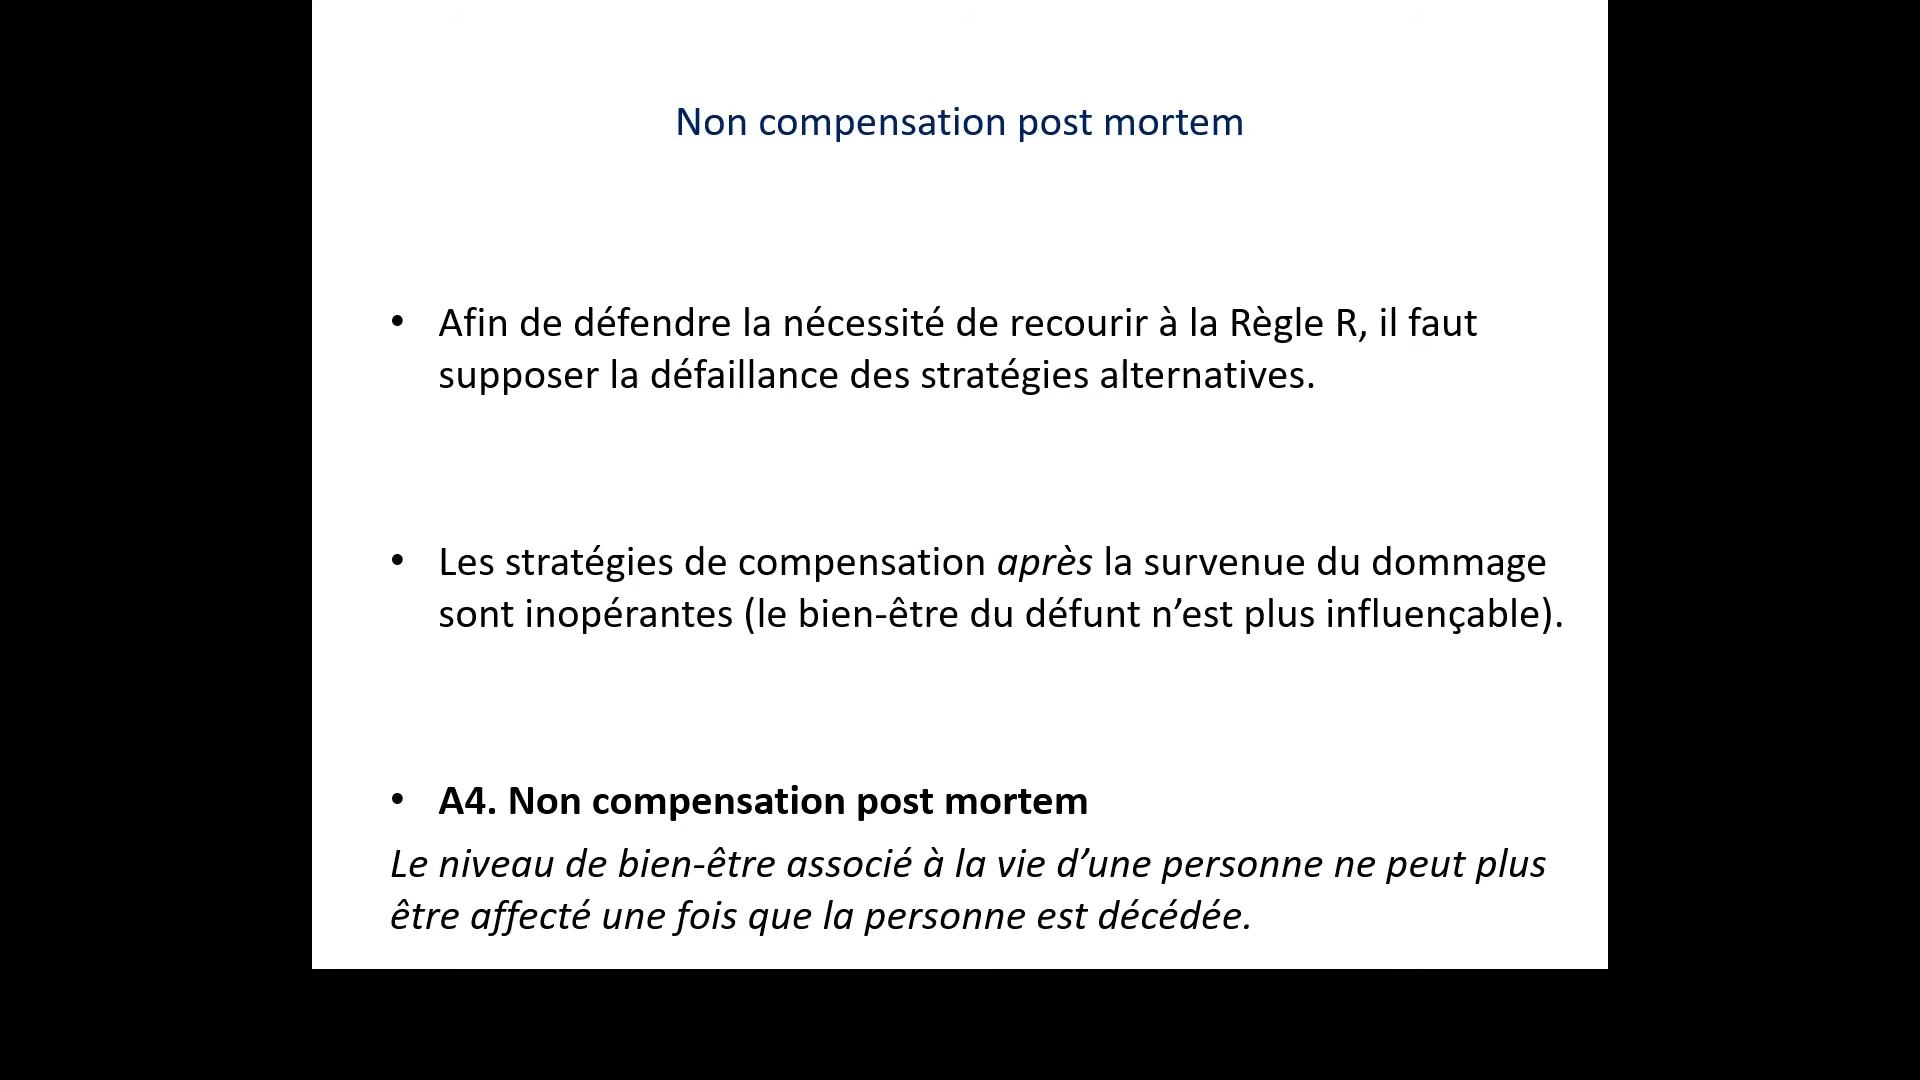 Non compensation post mortem
• Afin de défendre la nécessité de recourir à la Règle R, il faut
supposer la défaillance des stratégies alternatives.
• Les stratégies de compensation après la survenue du dommage
sont inopérantes (le bien-être du défunt n’est plus influençable).
• A4. Non compensation post mortem
Le niveau de bien-être associé à la vie d’une personne ne peut plus
être affecté une fois que la personne est décédée.